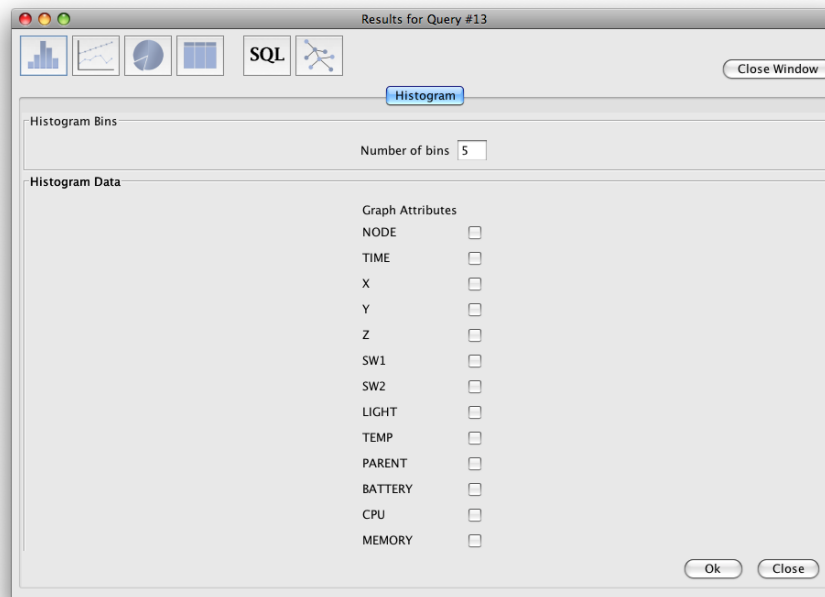 Results for Query #13
SQL
Close Window
Histogram
Histogram Bins
Number of bins 5
Histogram Data
Graph Attributes
NODE
TIME
X
Y
Z
SW1
SW2
LIGHT
TEMP
PARENT
BATTERY
CPU
MEMORY
Ok Close